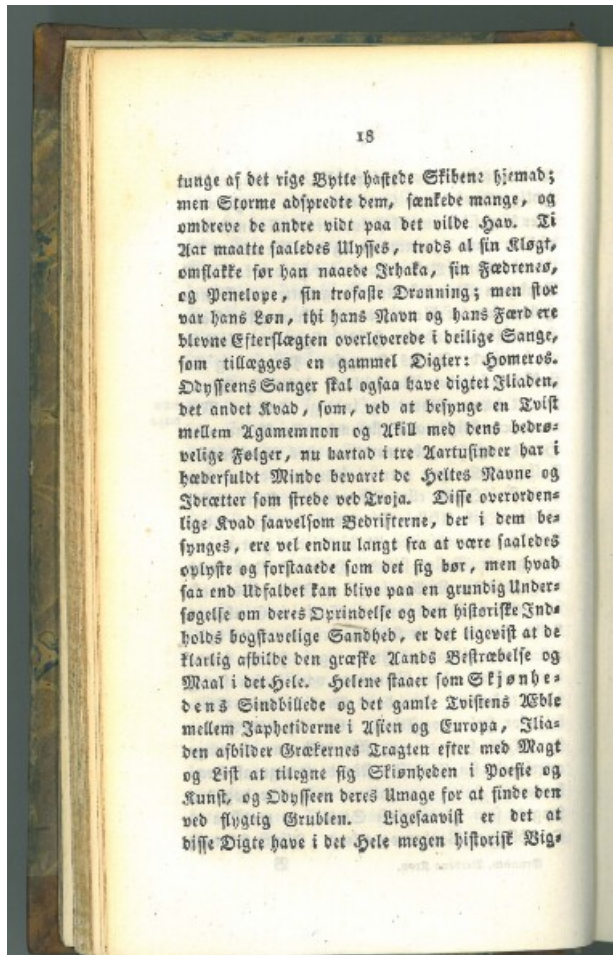 18
tunge af det rige Bytte hastede Skibene hjemad;
men Storme adspredte dem, sænkede mange, og
omdreve de andre vidt paa det vilde Hav. Ti
Aar maatte saaledes Ulysses, trods al sin Kløgt,
omflakke før han naaede Irhaka, sin Fædrenes,
og Penelope, sin trofaste Dronning; men stor
var hans Løn, thi hans Navn og hans Færd ere
blevne Efterslægten overleverede i deilige Sange,
som tillægges en gammel Digter: Homeros.
Odysseens Sanger skal ogsaa have digtet Iliaden,
det andet Kvad, som, ved at besynge en Tvist
mellem Agamemnon og Akill med dens bedrø-
velige Følger, nu hartad i tre Aartusinder har i
hæderfuldt Minde bevaret de Heltes Navne og
Idrætter som strede ved Troja. Disse overorden-
lige Kvad saavelsom Bedrifterne, der i dem be-
synges, ere vel endnu langt fra at være saaledes
oplyste og forstaaede som det sig bør, men hvad
saa end Udfaldet kan blive paa en grundig Under-
søgelse om deres Oprindelse og den historiske Ind-
holds bogstavelige Sandhed, er det ligevist at de
klarlig afbilde den græske Aands Bestræbelse og
Maal i det Hele. Helene staaer som Skjønhe-
dens Sindbillede og det gamle Tvistens Æble
mellem Japhetiderne i Asien og Europa, Ilia-
den afbilder Grækernes Tragten efter med Magt
og List at tilegne sig Skiønheden i Poesie og
Kunst, og Odysseen deres Umage for at finde den
ved flygtig Grublen. Ligesaavist er det at
disse Digte have i det Hele megen historisk Vig-